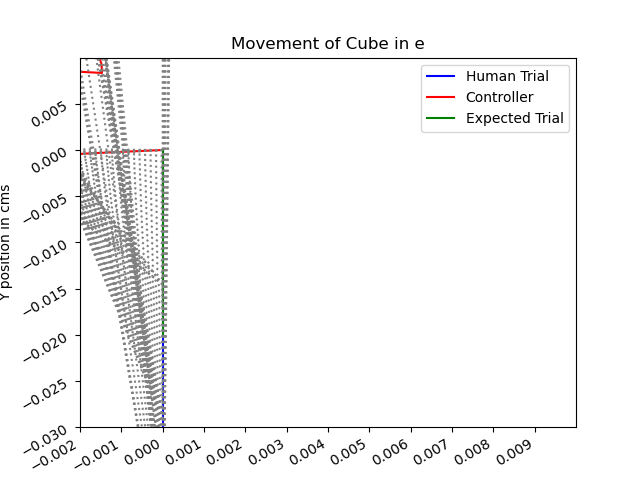 Movement of Cube in e
Human Trial
Controller
Expected Trial
Y position in cms
0.005
0.000
−0.005
−0.010
−0.015
−0.020
−0.025
−0.030
−0.002 −0.001 0.000 0.001 0.002 0.003 0.004 0.005 0.006 0.007 0.008 0.009